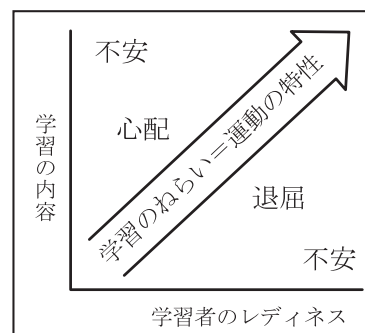 不安
心配
学習の内容
学習のねらい＝運動の特性
退屈
不安
学習者のレディネス